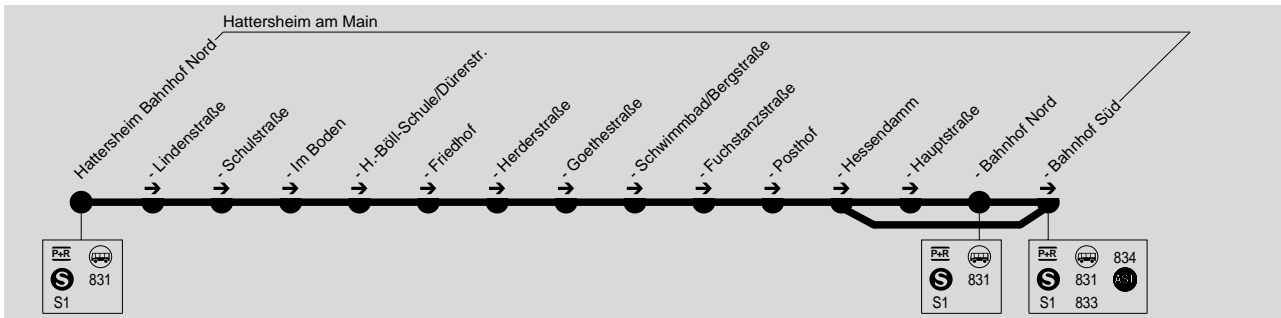 Hattersheim am Main
Hattersheim Bahnhof Nord
- Lindenstraße
- Schulstraße
- Im Boden
- H.-Böll-Schule/Dürerstr.
- Friedhof
- Herderstraße
- Goethestraße
- Schwimmbad/Bergstraße
- Fuchstanzstraße
- Posthof
- Hessendamm
- Hauptstraße
- Bahnhof Nord
- Bahnhof Süd
P+R
S 831
S1
P+R
S 831
S1
P+R 834
S 831 AST
S1 833